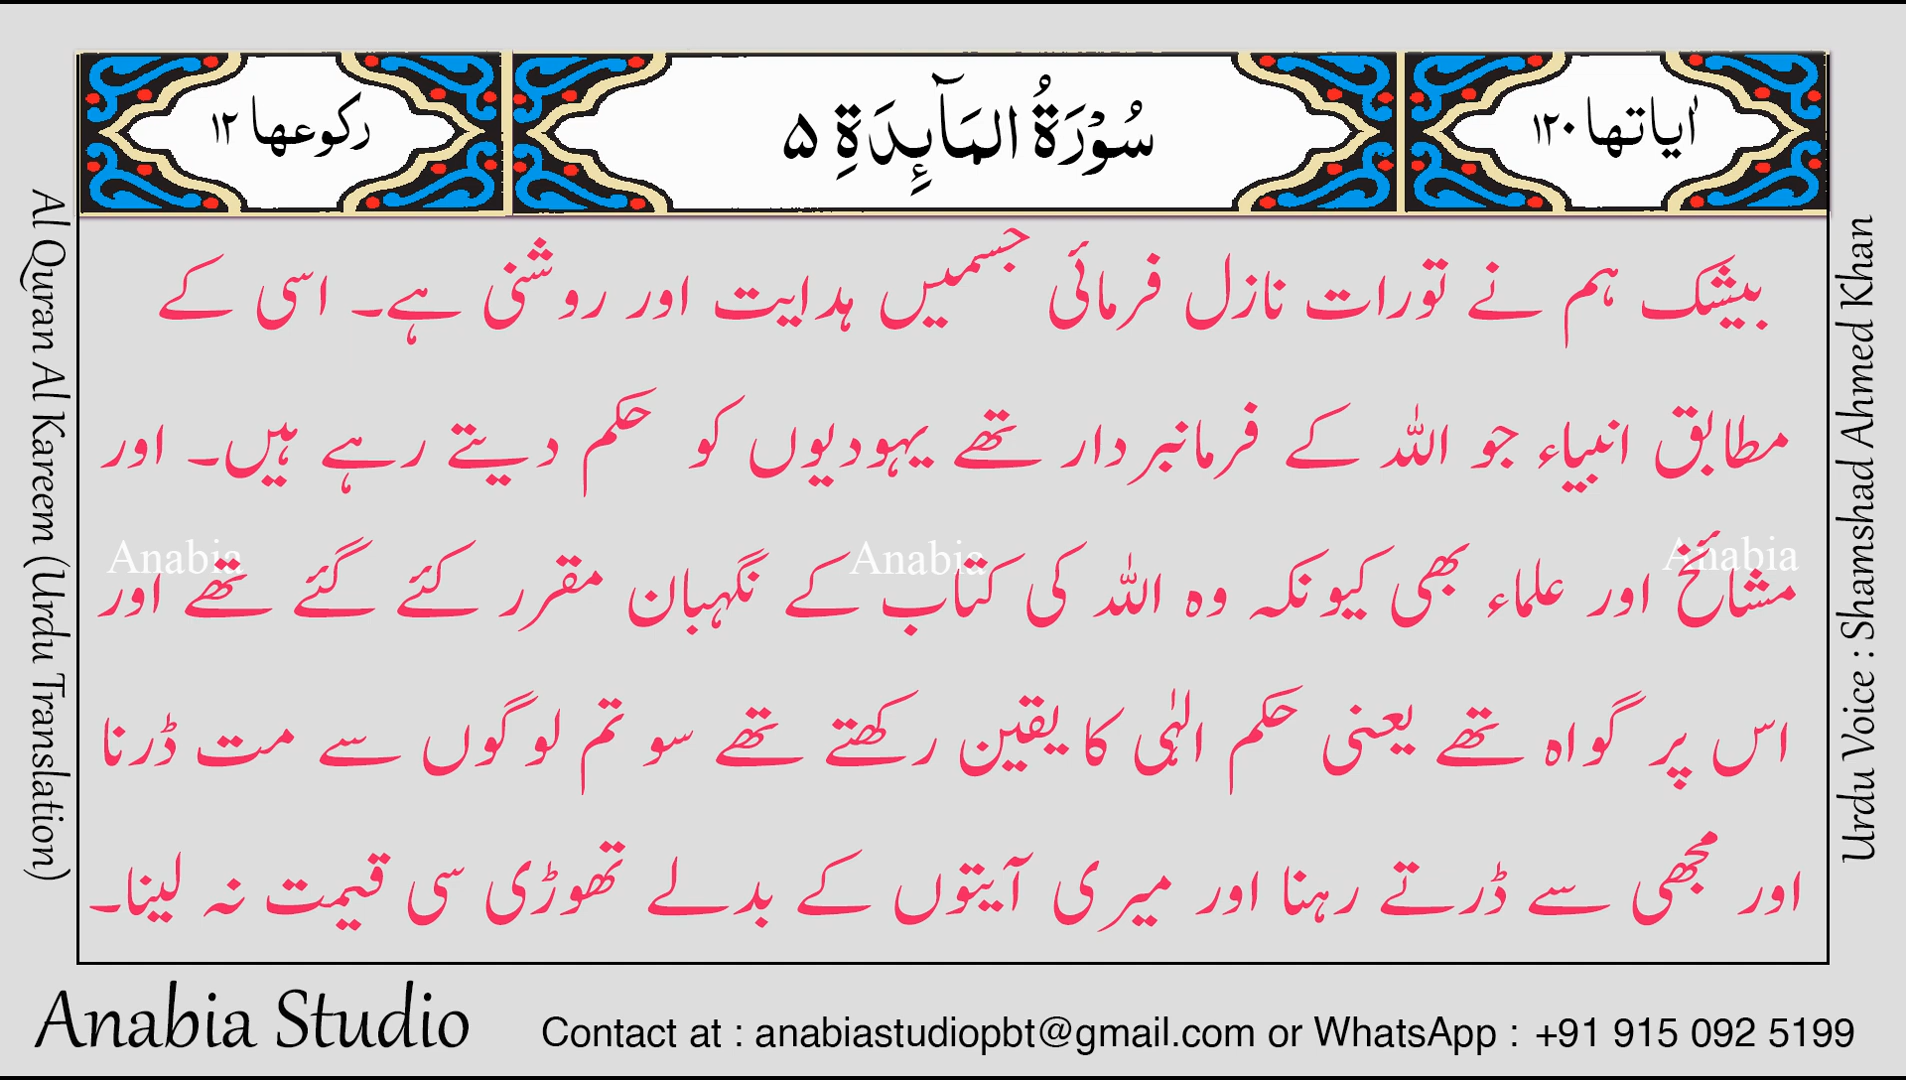 اٰیاتھا ۱۲۰
سُوْرَۃُ المَآئِدَۃِ ۵
رکوعھا ۱۲
بیشک ہم نے تورات نازل فرمائی جسمیں ہدایت اور روشنی ہے۔ اسی کے
مطابق انبیاء جو اللہ کے فرمانبردار تھے یہودیوں کو حکم دیتے رہے ہیں۔ اور
مشائخ اور علماء بھی کیونکہ وہ اللہ کی کتاب کے نگہبان مقرر کئے گئے تھے اور
اس پر گواہ تھے یعنی حکم الہٰی کا یقین رکھتے تھے سو تم لوگوں سے مت ڈرنا
اور مجھی سے ڈرتے رہنا اور میری آیتوں کے بدلے تھوڑی سی قیمت نہ لینا۔
Anabia
Anabia
Anabia
Al Quran Al Kareem (Urdu Translation)
Urdu Voice : Shamshad Ahmed Khan
Anabia Studio
Contact at : anabiastudiopbt@gmail.com or WhatsApp : +91 915 092 5199